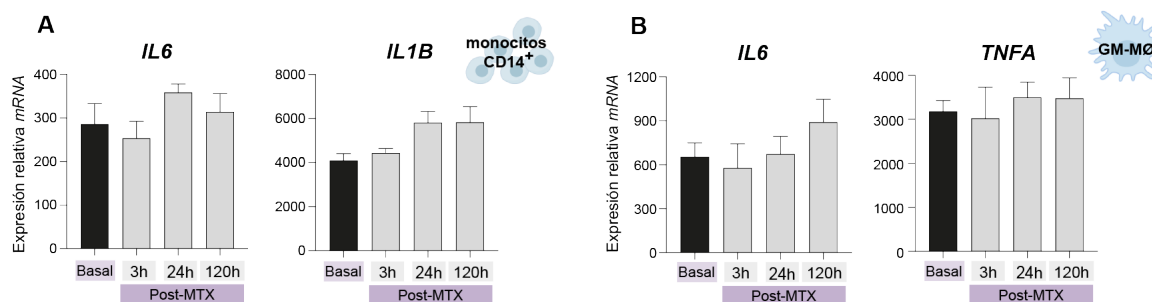 A
IL6
Expresión relativa mRNA
400
300
200
100
0
Basal
3h
24h
120h
Post-MTX
IL1B
monocitos
CD14+
8000
6000
4000
2000
0
3h
24h
120h
Basal
Post-MTX
B
IL6
Expresión relativa mRNA
1200
900
600
300
0
Basal
3h
24h
120h
Post-MTX
TNFA
GM-MØ
4000
3000
2000
1000
0
Basal
3h
24h
120h
Post-MTX